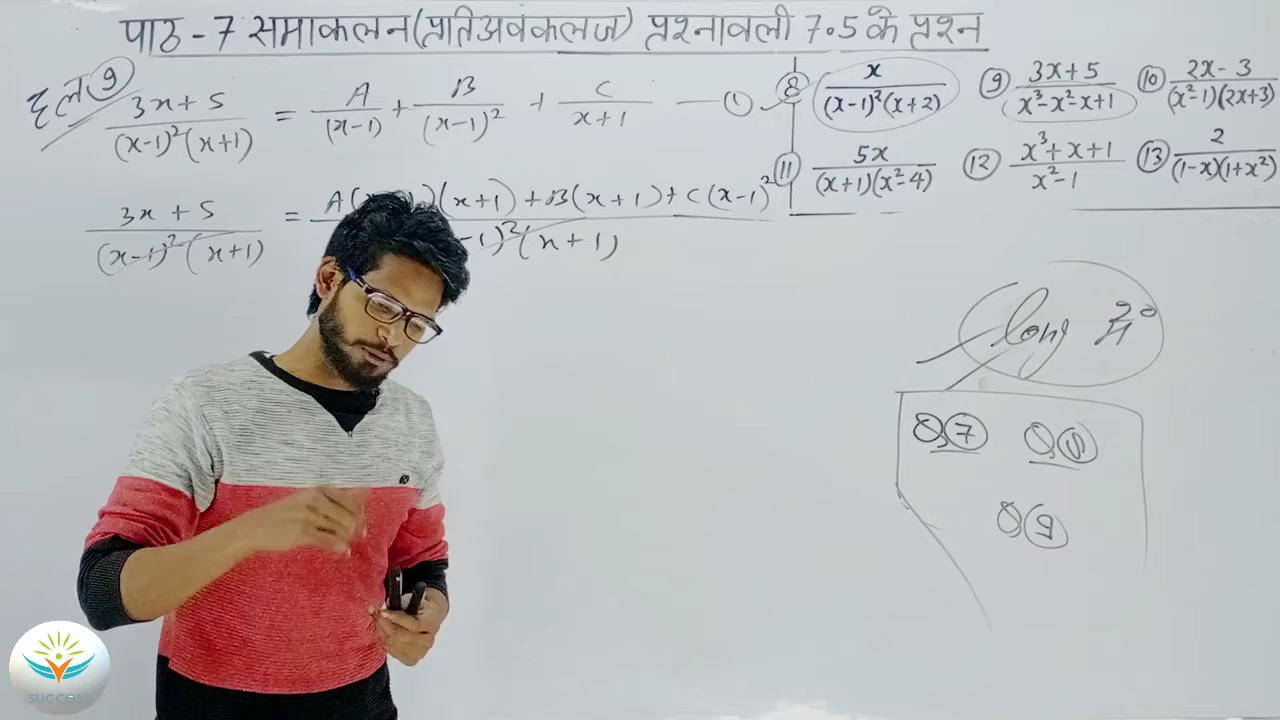 पाठ - 7 समाकलन (प्रतिअवकलज) प्रश्नावली 7.5 के प्रश्न
हल 9
(3x+5)/((x-1)²(x+1)) = A/(x-1) + B/(x-1)² + C/(x+1) — ①
(3x+5)/((x-1)²(x+1)) = A( )(x+1) + B(x+1) + C(x-1)² / -1)²(x+1)
⑧ x/((x-1)²(x+2)) ⑨ (3x+5)/(x³-x²-x+1) ⑩ (2x-3)/((x²-1)(2x+3))
⑪ 5x/((x+1)(x²-4)) ⑫ (x³+x+1)/(x²-1) ⑬ 2/((1-x)(1+x²))
long
Q ⑦ Q ⑧
Q ⑨
SUCCESS